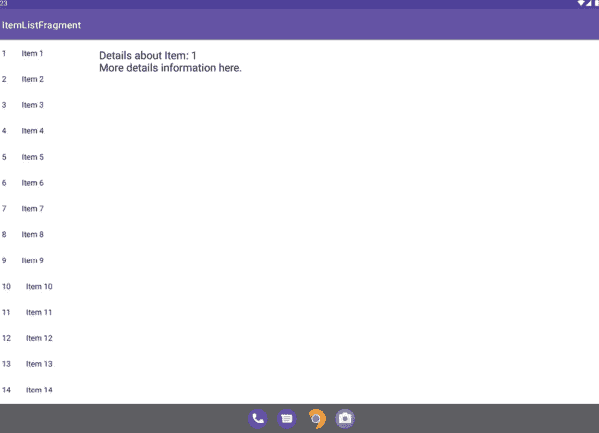 23
ItemListFragment
1 Item 1
2 Item 2
3 Item 3
4 Item 4
5 Item 5
6 Item 6
7 Item 7
8 Item 8
9 Item 9
10 Item 10
11 Item 11
12 Item 12
13 Item 13
14 Item 14
Details about Item: 1
More details information here.